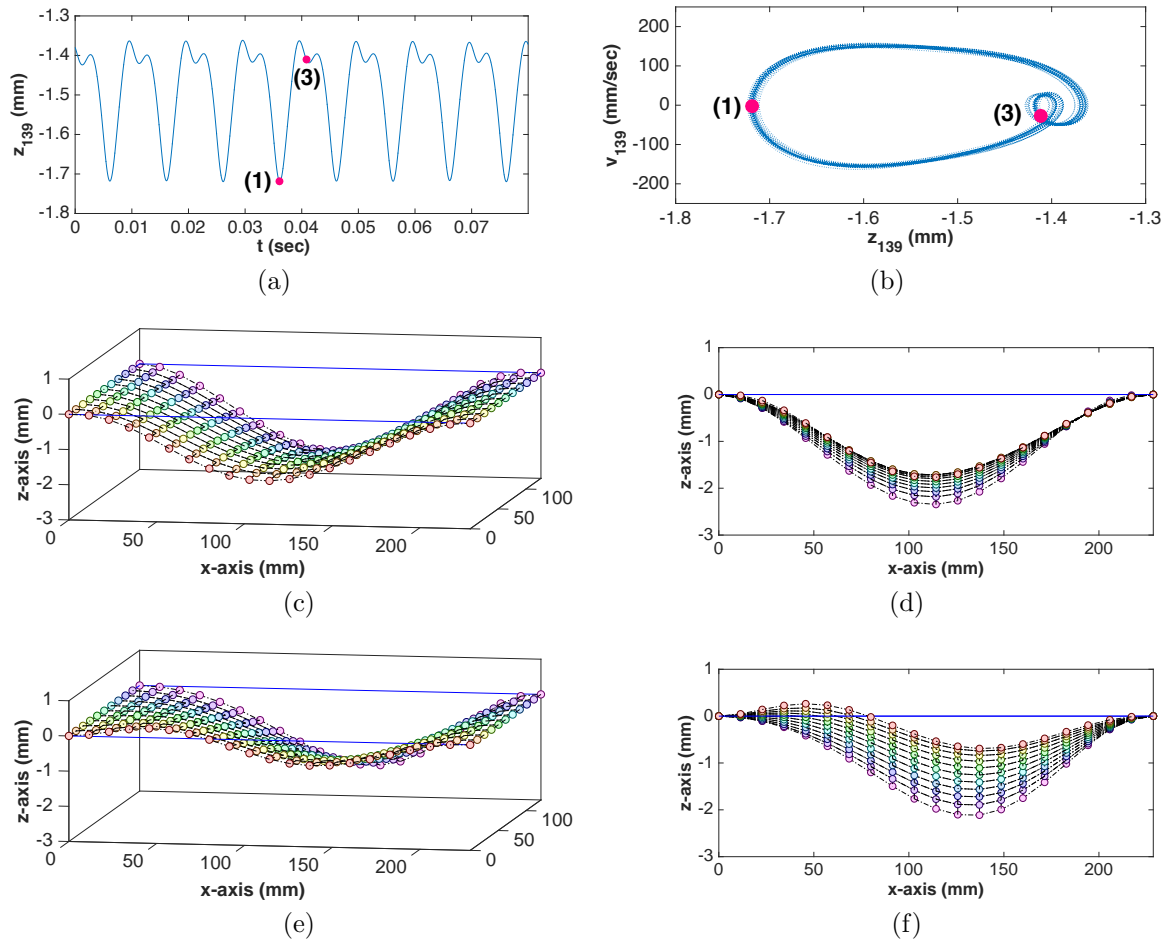 -1.3
-1.4
-1.5
-1.6
-1.7
-1.8
z139 (mm)
(3)
(1)
0 0.01 0.02 0.03 0.04 0.05 0.06 0.07
t (sec)
(a)
200
100
0
-100
-200
v139 (mm/sec)
(1)
(3)
-1.8 -1.7 -1.6 -1.5 -1.4 -1.3
z139 (mm)
(b)
1
0
-1
-2
-3
z-axis (mm)
0 50 100 150 200
0 50 100
x-axis (mm)
(c)
1
0
-1
-2
-3
z-axis (mm)
0 50 100 150 200
x-axis (mm)
(d)
1
0
-1
-2
-3
z-axis (mm)
0 50 100 150 200
0 50 100
x-axis (mm)
(e)
1
0
-1
-2
-3
z-axis (mm)
0 50 100 150 200
x-axis (mm)
(f)